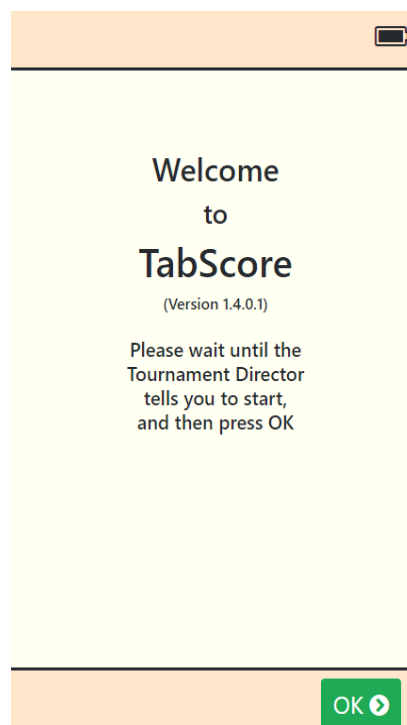 Welcome
to
TabScore
(Version 1.4.0.1)
Please wait until the
Tournament Director
tells you to start,
and then press OK
OK